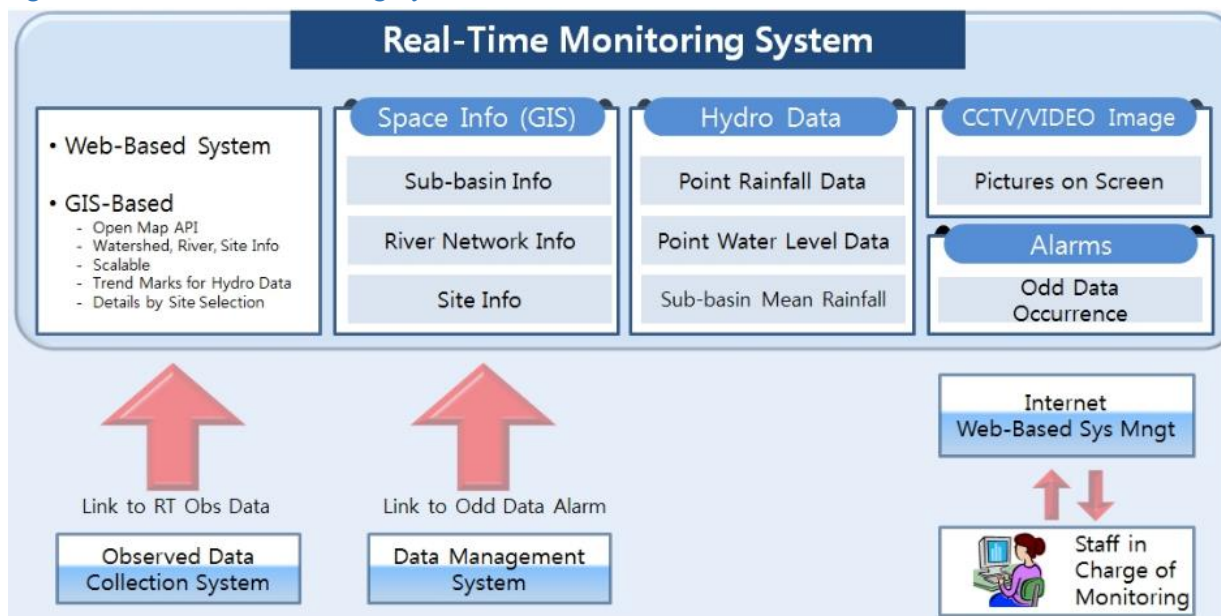 Real-Time Monitoring System
• Web-Based System
• GIS-Based
- Open Map API
- Watershed, River, Site Info
- Scalable
- Trend Marks for Hydro Data
- Details by Site Selection
Space Info (GIS)
Sub-basin Info
River Network Info
Site Info
Hydro Data
Point Rainfall Data
Point Water Level Data
Sub-basin Mean Rainfall
CCTV/VIDEO Image
Pictures on Screen
Alarms
Odd Data
Occurrence
Link to RT Obs Data
Observed Data
Collection System
Link to Odd Data Alarm
Data Management
System
Internet
Web-Based Sys Mngt
Staff in
Charge of
Monitoring